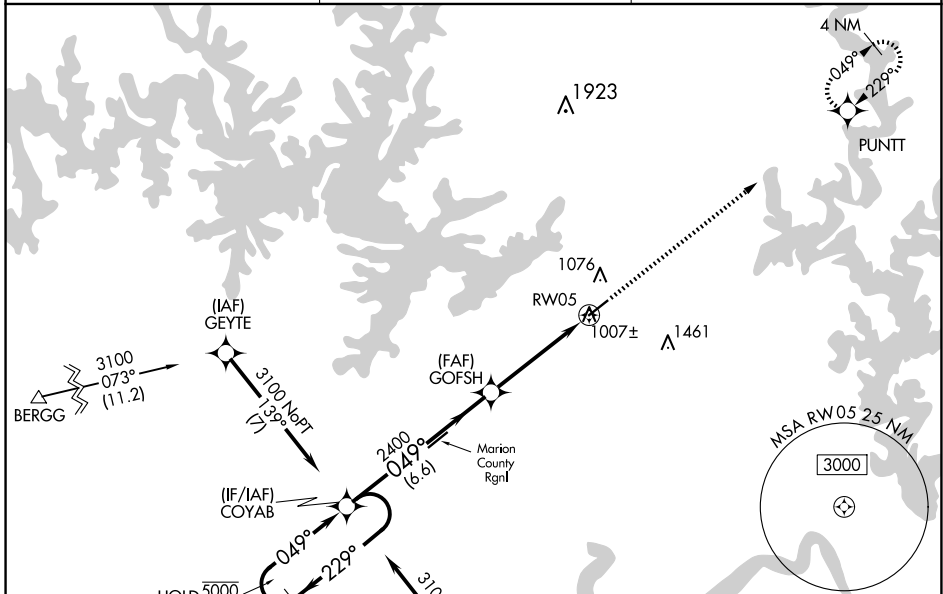 4 NM
049°
229°
PUNTT
1923
1076
RW05
1007±
1461
(IAF)
GEYTE
3100
073°
(11.2)
BERGG
3100 NoPT
139°
(7)
(FAF)
GOFSH
2400
049°
(6.6)
Marion
County
Rgnl
MSA RW05 25 NM
3000
(IF/IAF)
COYAB
049°
229°
HOLD 5000
310